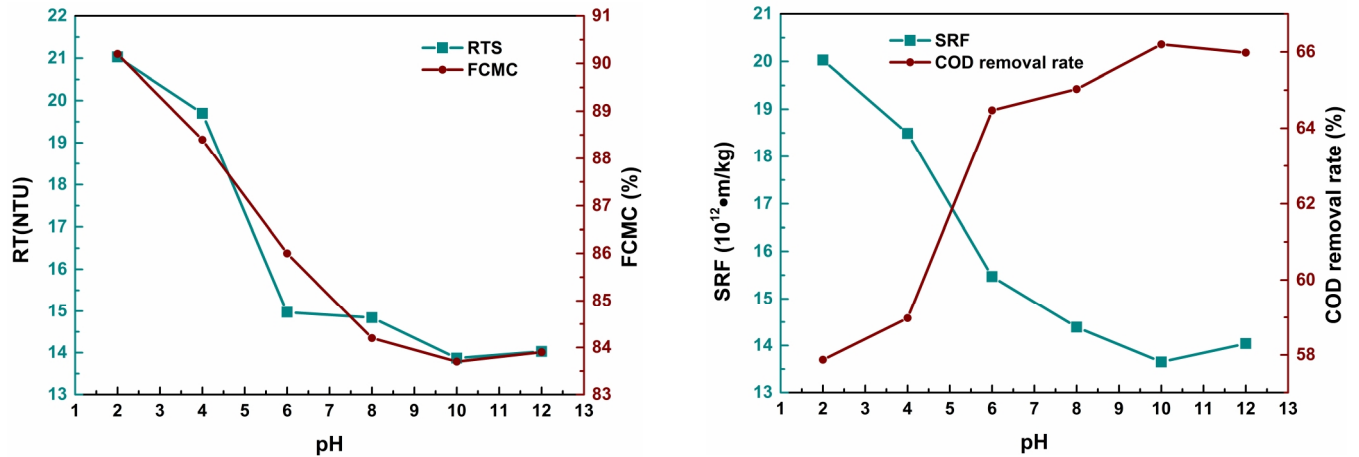 22
21
20
19
18
17
16
15
14
13
RT(NTU)
RTS
FCMC
91
90
89
88
87
86
85
84
83
FCMC (%)
1 2 3 4 5 6 7 8 9 10 11 12 13
pH
21
20
19
18
17
16
15
14
13
SRF (10¹²●m/kg)
SRF
COD removal rate
66
64
62
60
58
COD removal rate (%)
1 2 3 4 5 6 7 8 9 10 11 12 13
pH